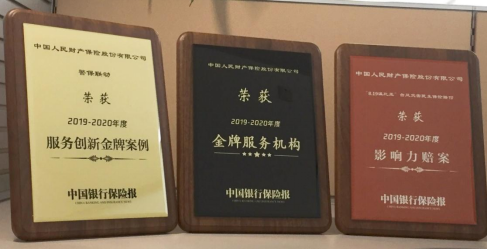 中国人民财产保险股份有限公司
警保联动
荣获
2019-2020年度
服务创新金牌案例
中国银行保险报
中国人民财产保险股份有限公司
荣获
2019-2020年度
金牌服务机构
中国银行保险报
中国人民财产保险股份有限公司
荣获
2019-2020年度
影响力赔案
中国银行保险报